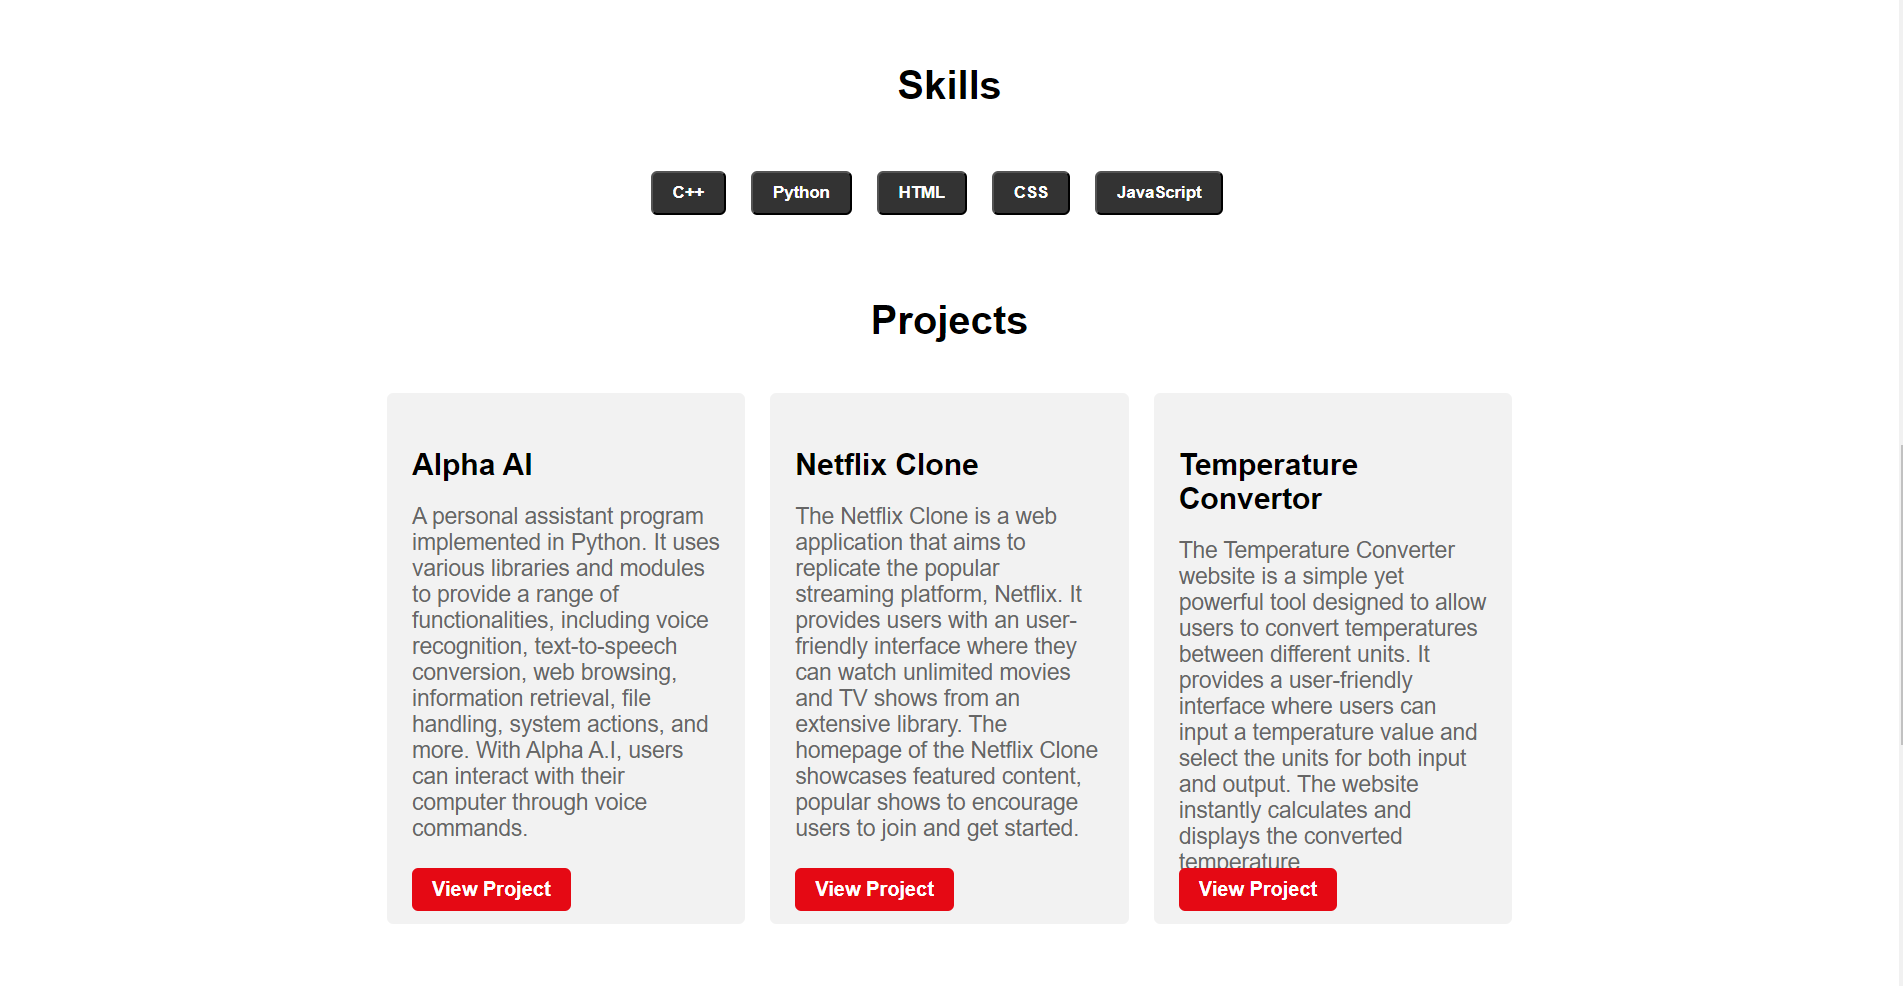 Skills
C++ Python HTML CSS JavaScript
Projects
Alpha AI
A personal assistant program
implemented in Python. It uses
various libraries and modules
to provide a range of
functionalities, including voice
recognition, text-to-speech
conversion, web browsing,
information retrieval, file
handling, system actions, and
more. With Alpha A.I, users
can interact with their
computer through voice
commands.
View Project
Netflix Clone
The Netflix Clone is a web
application that aims to
replicate the popular
streaming platform, Netflix. It
provides users with an user-
friendly interface where they
can watch unlimited movies
and TV shows from an
extensive library. The
homepage of the Netflix Clone
showcases featured content,
popular shows to encourage
users to join and get started.
View Project
Temperature
Convertor
The Temperature Converter
website is a simple yet
powerful tool designed to allow
users to convert temperatures
between different units. It
provides a user-friendly
interface where users can
input a temperature value and
select the units for both input
and output. The website
instantly calculates and
displays the converted
temperature
View Project